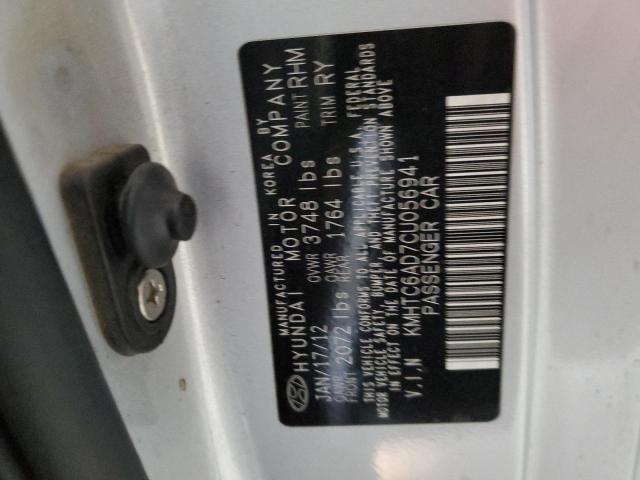 MANUFACTURED IN KOREA BY
HYUNDAI MOTOR COMPANY
JAN/17/12 GVWR 3748 lbs PAINT RHM
GAWR FRONT 2072 lbs GAWR REAR 1764 lbs TRIM RY
THIS VEHICLE CONFORMS TO ALL APPLICABLE U.S.A. FEDERAL
MOTOR VEHICLE SAFETY, BUMPER, AND THEFT PREVENTION STANDARDS
IN EFFECT ON THE DATE OF MANUFACTURE SHOWN ABOVE
V.I.N KMHTC6AD7CU056941
PASSENGER CAR